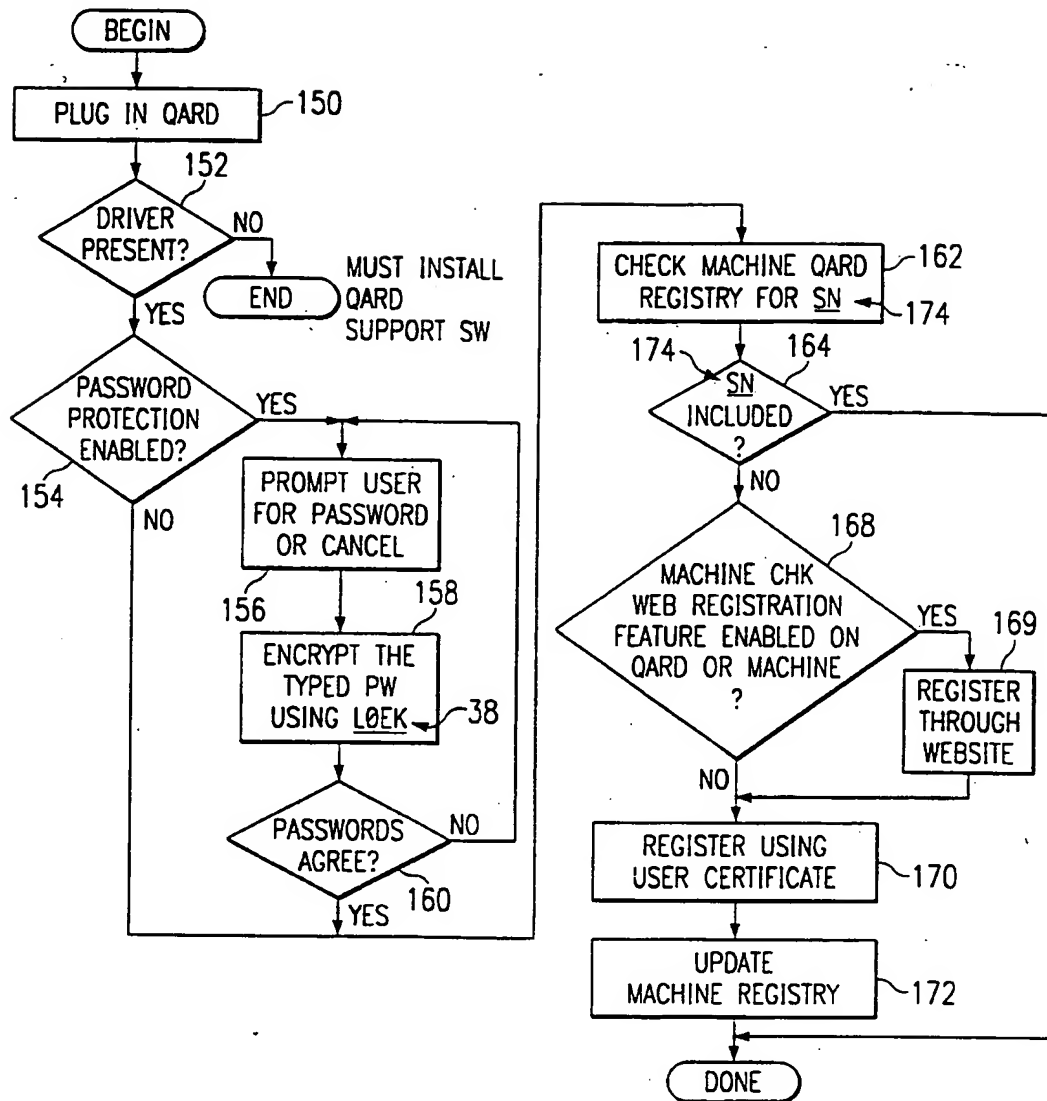 BEGIN
PLUG IN QARD
150
152
DRIVER
PRESENT?
NO
END
MUST INSTALL
QARD
SUPPORT SW
YES
PASSWORD
PROTECTION
ENABLED?
154
YES
NO
PROMPT USER
FOR PASSWORD
OR CANCEL
156
158
ENCRYPT THE
TYPED PW
USING L0EK
38
PASSWORDS
AGREE?
NO
160
YES
CHECK MACHINE QARD
REGISTRY FOR SN
162
174
174
164
SN
INCLUDED
?
YES
NO
168
MACHINE CHK
WEB REGISTRATION
FEATURE ENABLED ON
QARD OR MACHINE
?
YES
169
REGISTER
THROUGH
WEBSITE
NO
REGISTER USING
USER CERTIFICATE
170
UPDATE
MACHINE REGISTRY
172
DONE